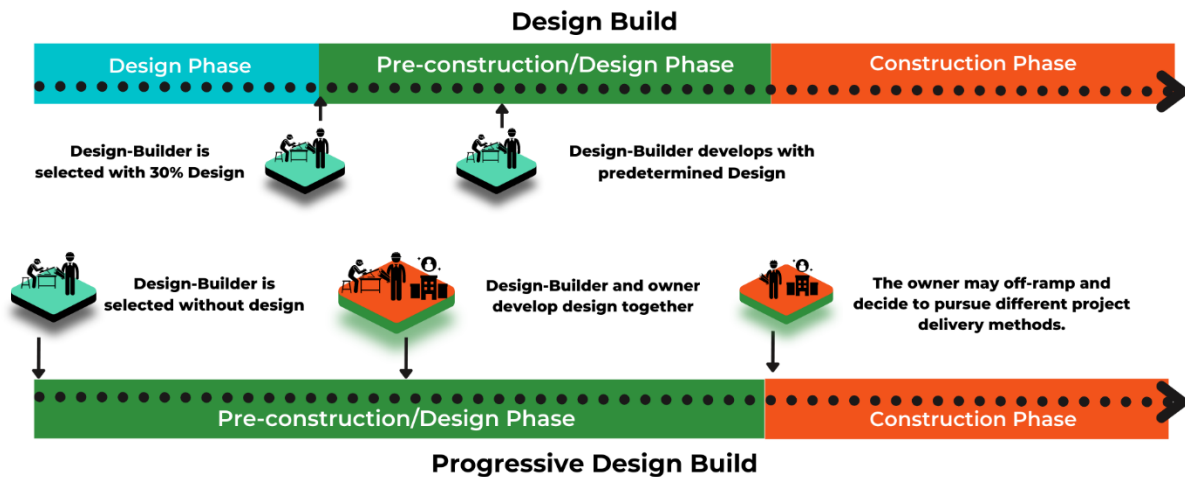 Design Build
Design Phase
Pre-construction/Design Phase
Construction Phase
Design-Builder is
selected with 30% Design
Design-Builder develops with
predetermined Design
Design-Builder is
selected without design
Design-Builder and owner
develop design together
The owner may off-ramp and
decide to pursue different project
delivery methods.
Pre-construction/Design Phase
Construction Phase
Progressive Design Build